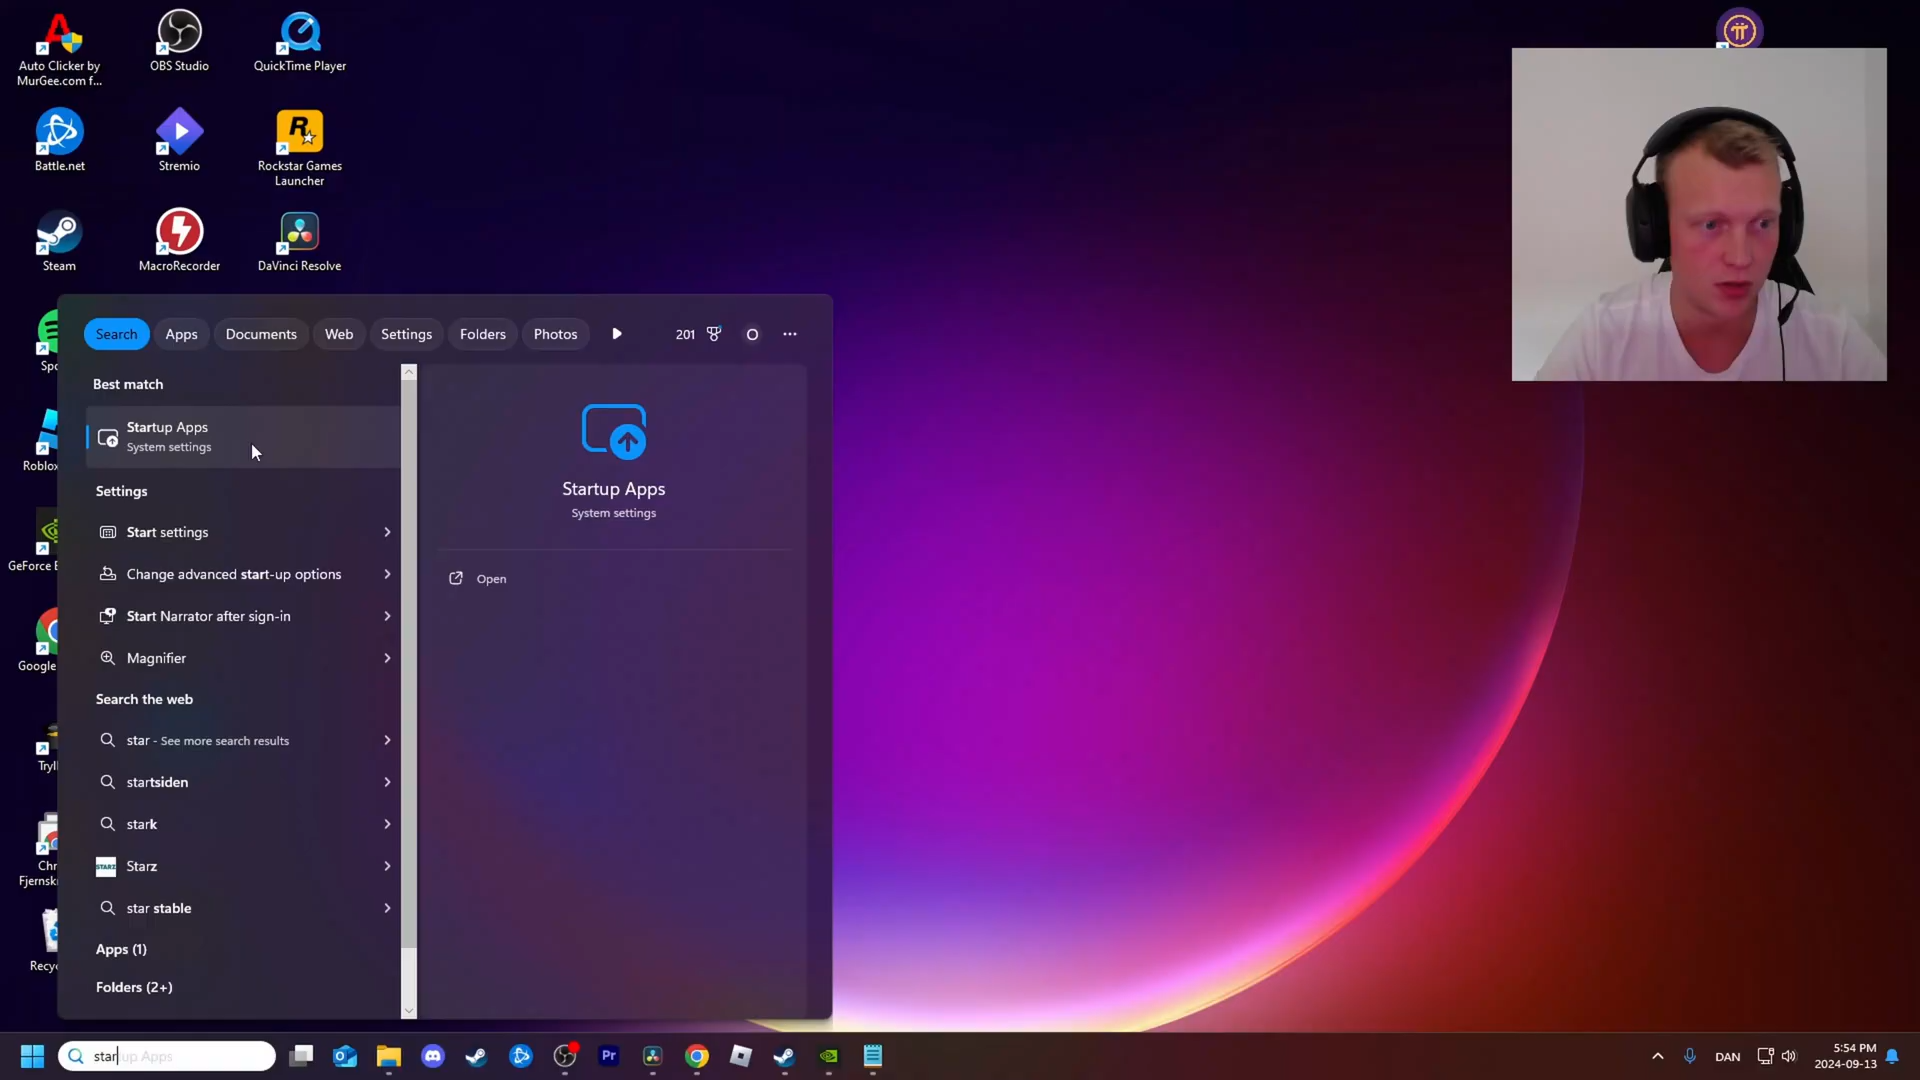 Auto Clicker by
MurGee.com f...
OBS Studio
QuickTime Player
Battle.net
Stremio
Rockstar Games
Launcher
Steam
MacroRecorder
DaVinci Resolve
Spo
Roblox
GeForce E
Google
Tryll
Chr
Fjernsk
Recy
Search
Apps
Documents
Web
Settings
Folders
Photos
201
O
Best match
Startup Apps
System settings
Settings
Start settings
Change advanced start-up options
Start Narrator after sign-in
Magnifier
Search the web
star - See more search results
startsiden
stark
STARZ
Starz
star stable
Apps (1)
Folders (2+)
Startup Apps
System settings
Open
startup Apps
Pr
DAN
5:54 PM
2024-09-13